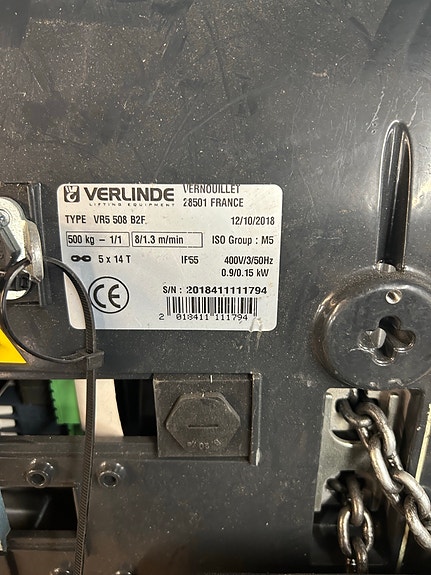 VERLINDE
LIFTING EQUIPMENT
VERNOUILLET
28501 FRANCE
TYPE VR5 508 B2F. 12/10/2018
500 kg – 1/1 8/1.3 m/min ISO Group : M5
5 x 14 T IP55 400V/3/50Hz
0.9/0.15 kW
CE S/N : 2018411111794
2 018411 111794